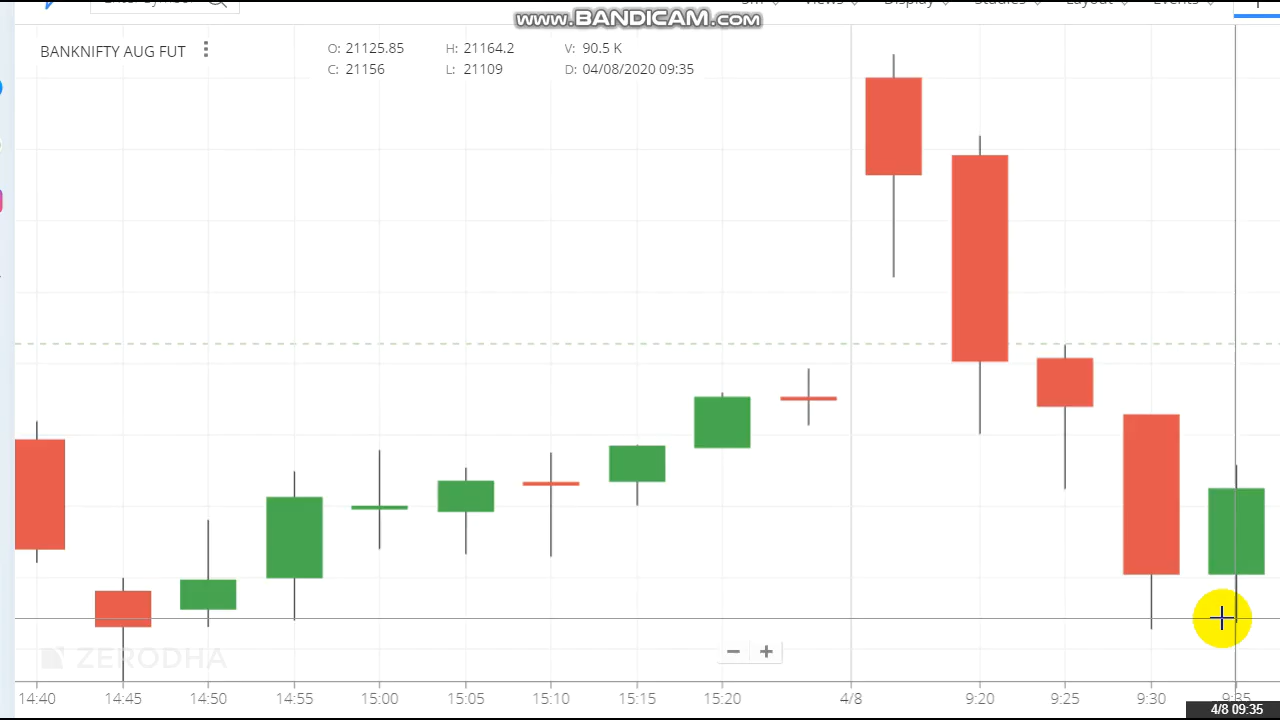 www.BANDICAM.com
BANKNIFTY AUG FUT
O: 21125.85 H: 21164.2 V: 90.5 K
C: 21156 L: 21109 D: 04/08/2020 09:35
ZERODHA
14:40 14:45 14:50 14:55 15:00 15:05 15:10 15:15 15:20 4/8 9:20 9:25 9:30 9:35
4/8 09:35